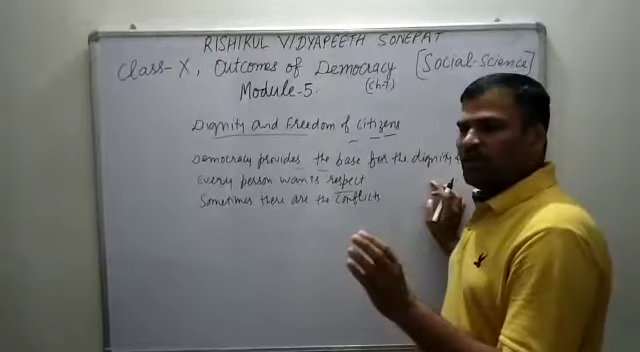 RISHIKUL VIDYAPEETH SONEPAT
Class-X, Outcomes of Democracy [Social-Science]
Module-5. (Ch-7)
Dignity and Freedom of Citizens
Democracy provides the base for the dignity
Every person wants respect
Sometimes there are the conflicts